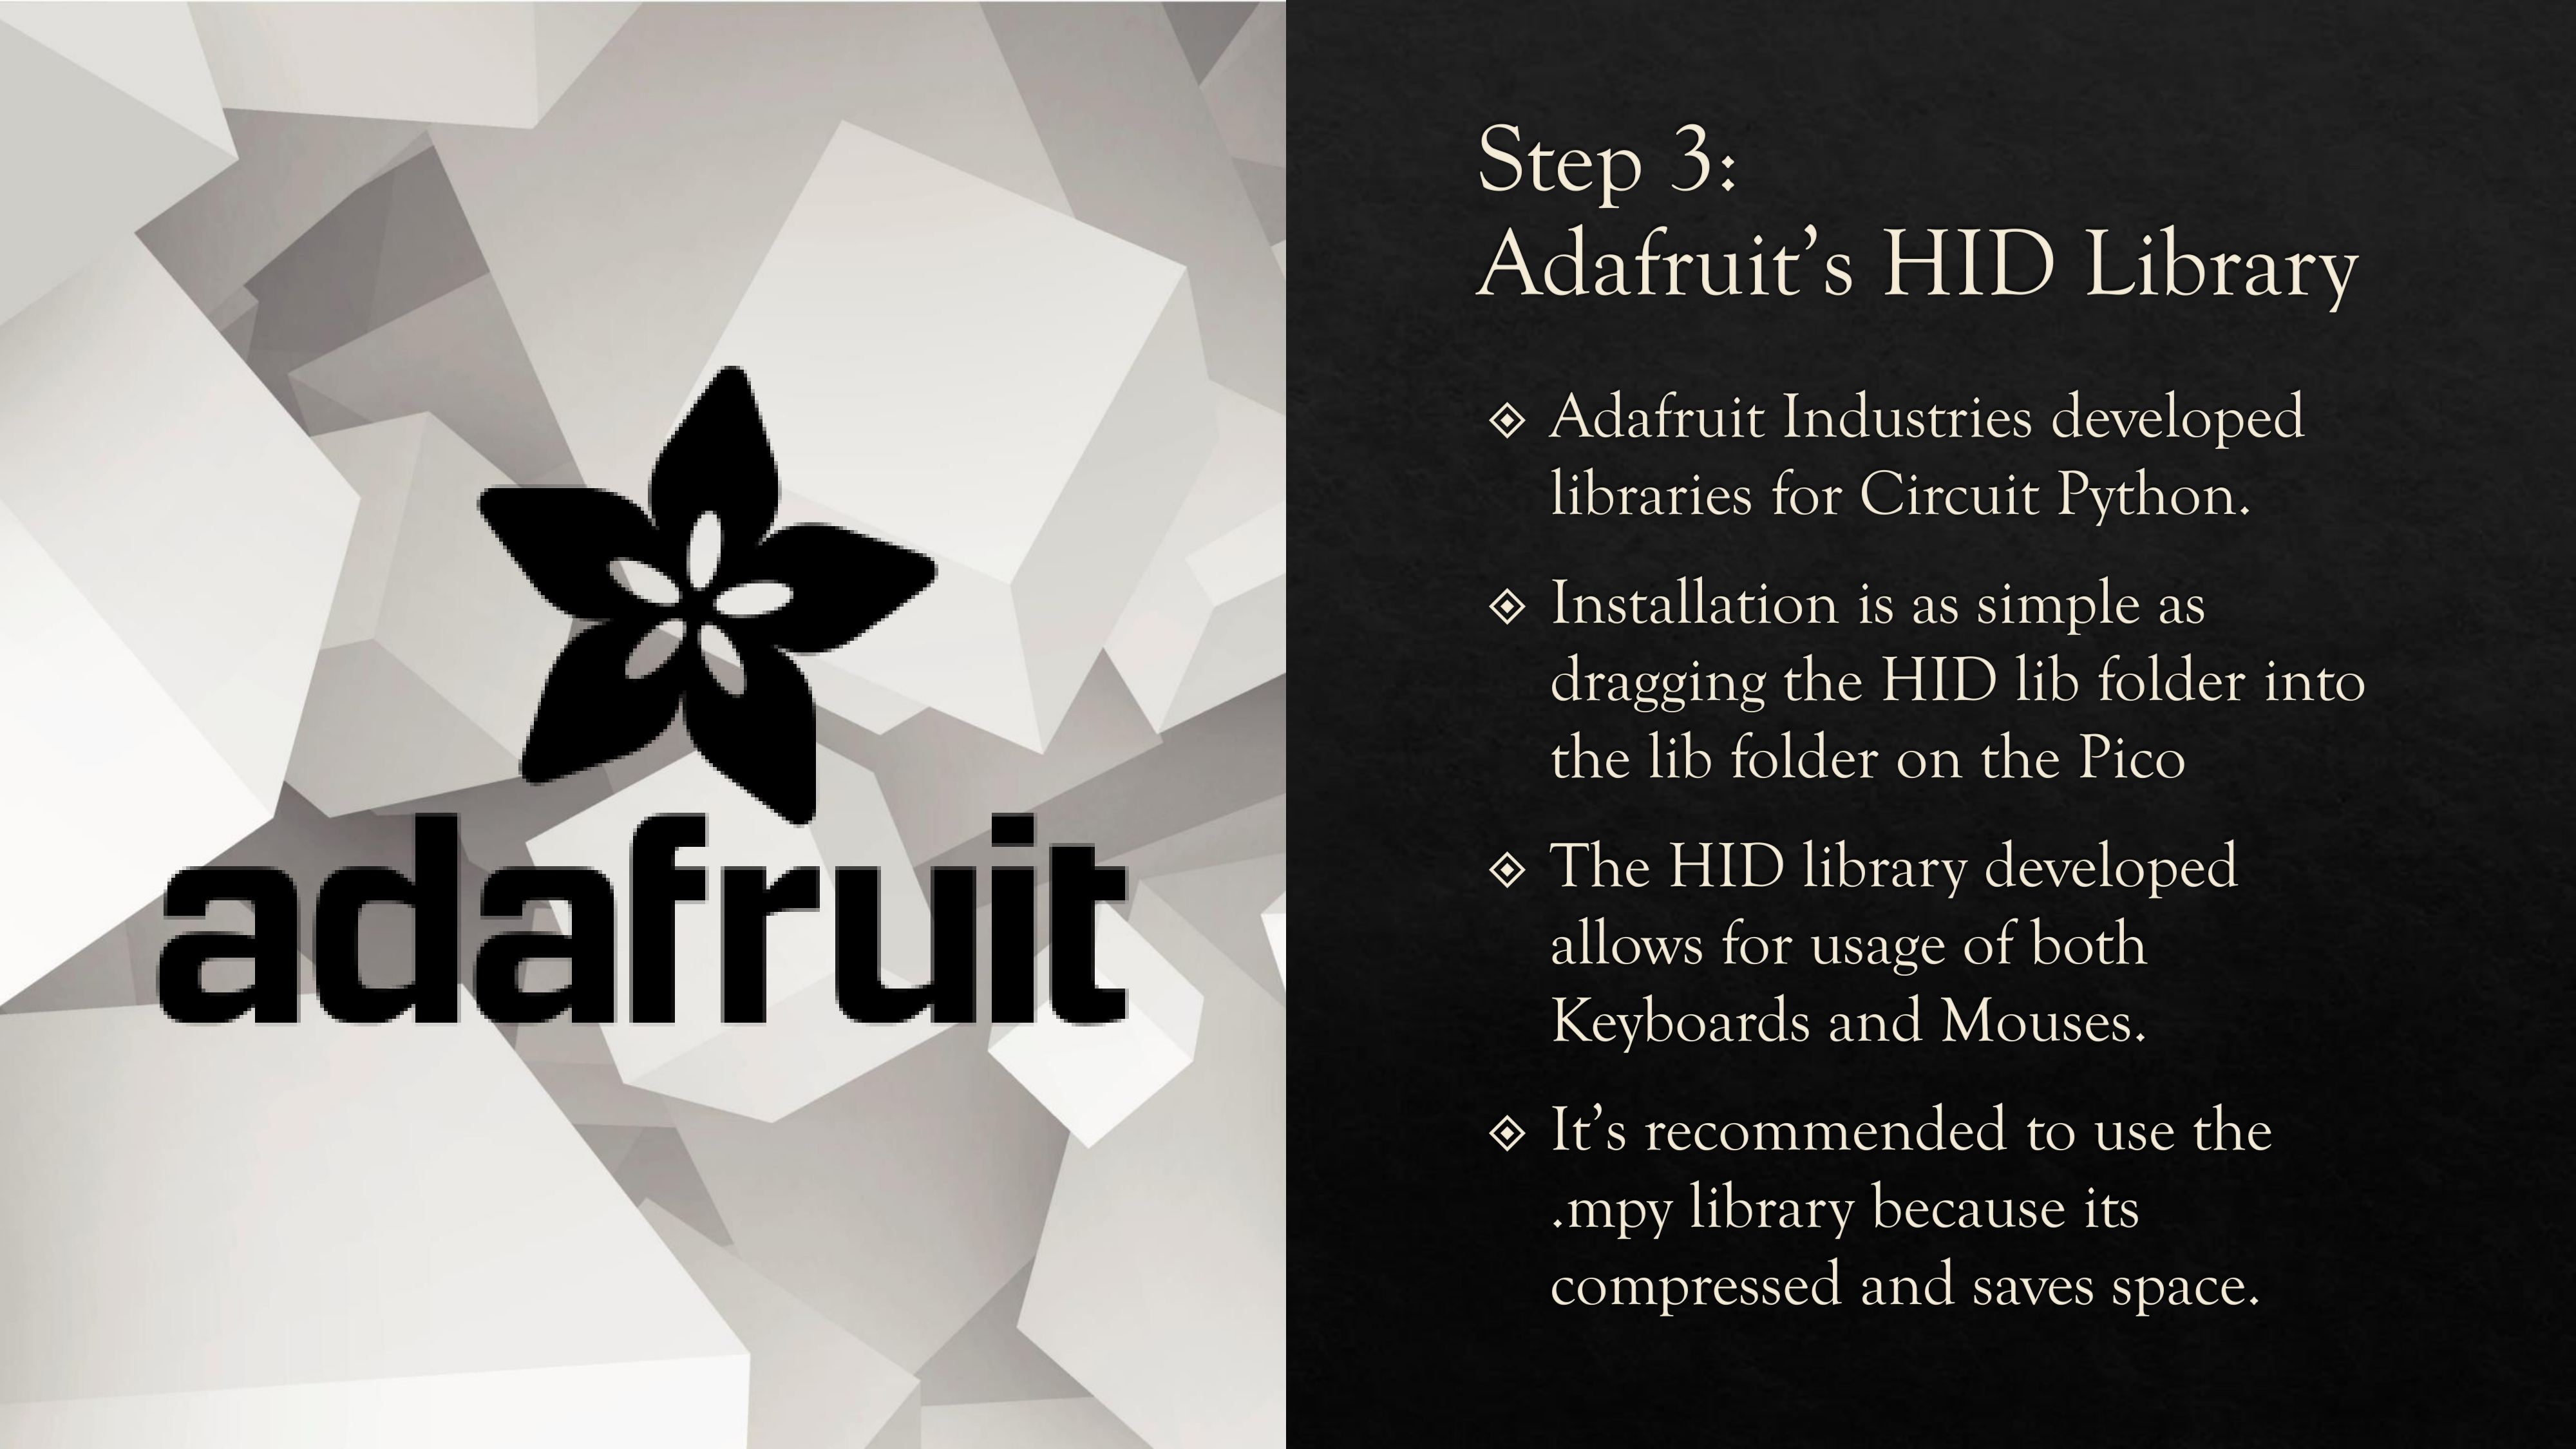 adafruit
Step 3:
Adafruit’s HID Library
Adafruit Industries developed
libraries for Circuit Python.
Installation is as simple as
dragging the HID lib folder into
the lib folder on the Pico
The HID library developed
allows for usage of both
Keyboards and Mouses.
It’s recommended to use the
.mpy library because its
compressed and saves space.